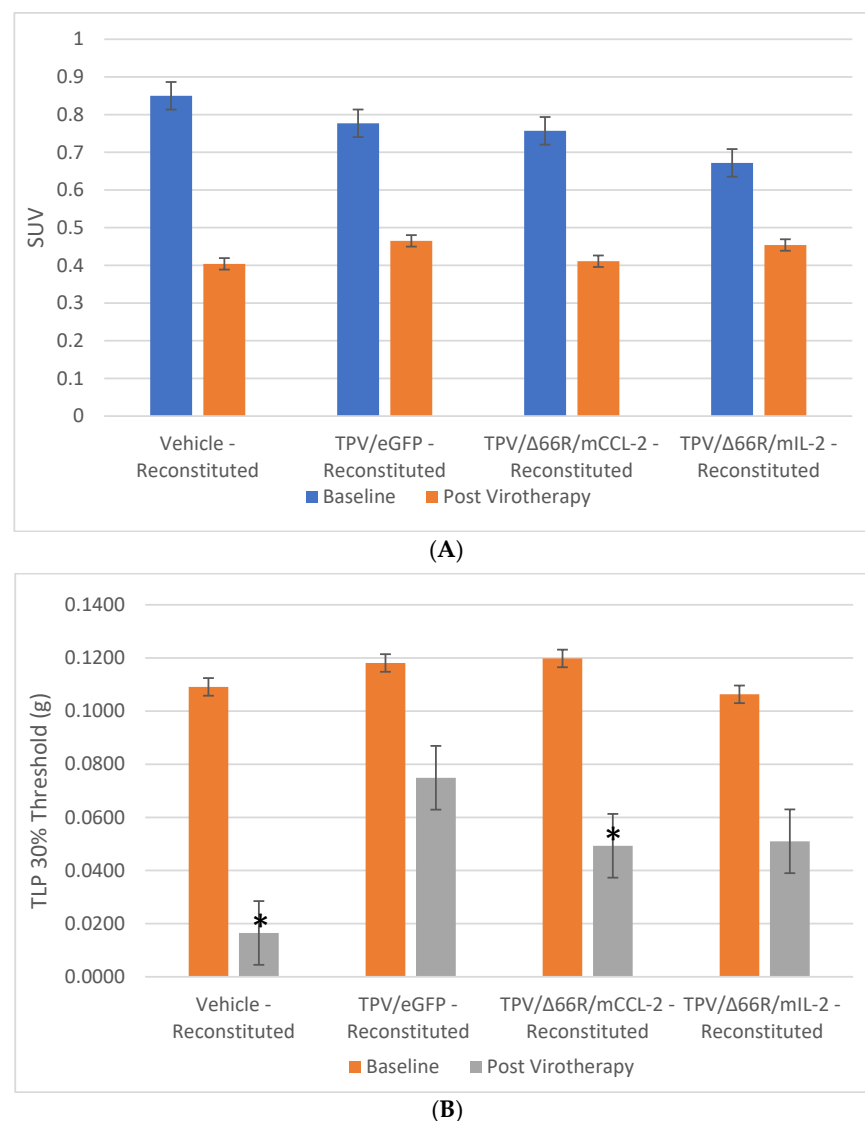 1
0.9
0.8
0.7
0.6
0.5
0.4
0.3
0.2
0.1
0
SUV
Vehicle - Reconstituted
TPV/eGFP - Reconstituted
TPV/Δ66R/mCCL-2 - Reconstituted
TPV/Δ66R/mIL-2 - Reconstituted
Baseline Post Virotherapy
(A)
0.1400
0.1200
0.1000
0.0800
0.0600
0.0400
0.0200
0.0000
TLP 30% Threshold (g)
*
*
Vehicle - Reconstituted
TPV/eGFP - Reconstituted
TPV/Δ66R/mCCL-2 - Reconstituted
TPV/Δ66R/mIL-2 - Reconstituted
Baseline Post Virotherapy
(B)